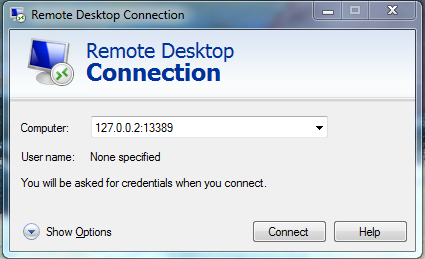 Remote Desktop Connection
Remote Desktop
Connection
Computer: 127.0.0.2:13389
User name: None specified
You will be asked for credentials when you connect.
Show Options Connect Help